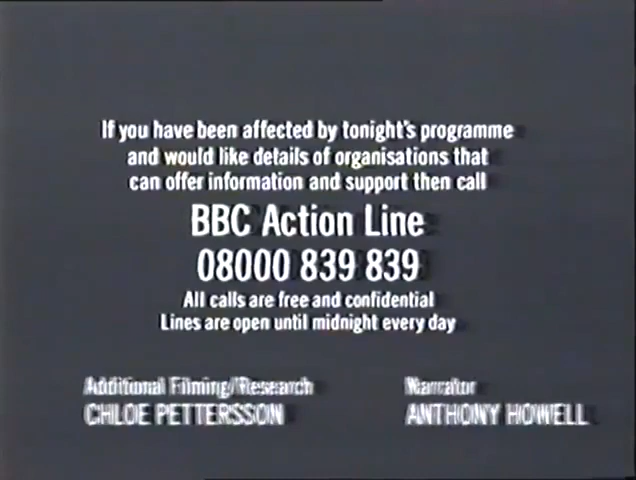 If you have been affected by tonight's programme
and would like details of organisations that
can offer information and support then call
BBC Action Line
08000 839 839
All calls are free and confidential
Lines are open until midnight every day
Additional Filming/Research
Narrator
CHLOE PETTERSSON
ANTHONY HOWELL